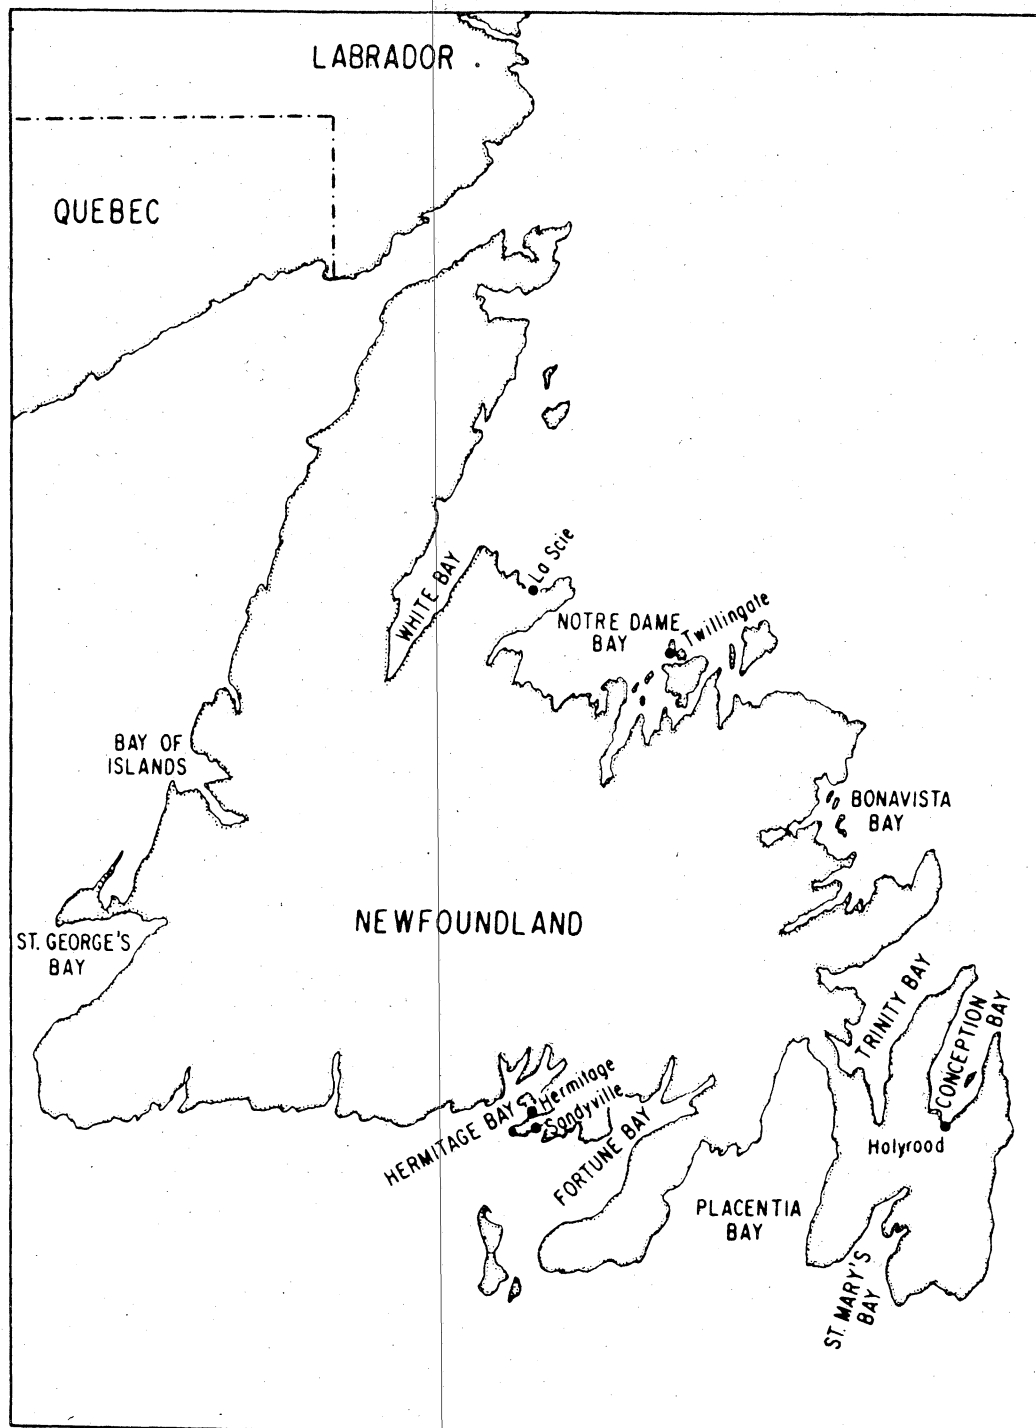 LABRADOR
QUEBEC
La Scie
WHITE BAY
NOTRE DAME
BAY
Twillingate
BAY OF
ISLANDS
BONAVISTA
BAY
NEWFOUNDLAND
ST. GEORGE'S
BAY
TRINITY BAY
CONCEPTION
BAY
Hermitage
Sandyville
HERMITAGE BAY
FORTUNE BAY
Holyrood
PLACENTIA
BAY
ST. MARY'S
BAY